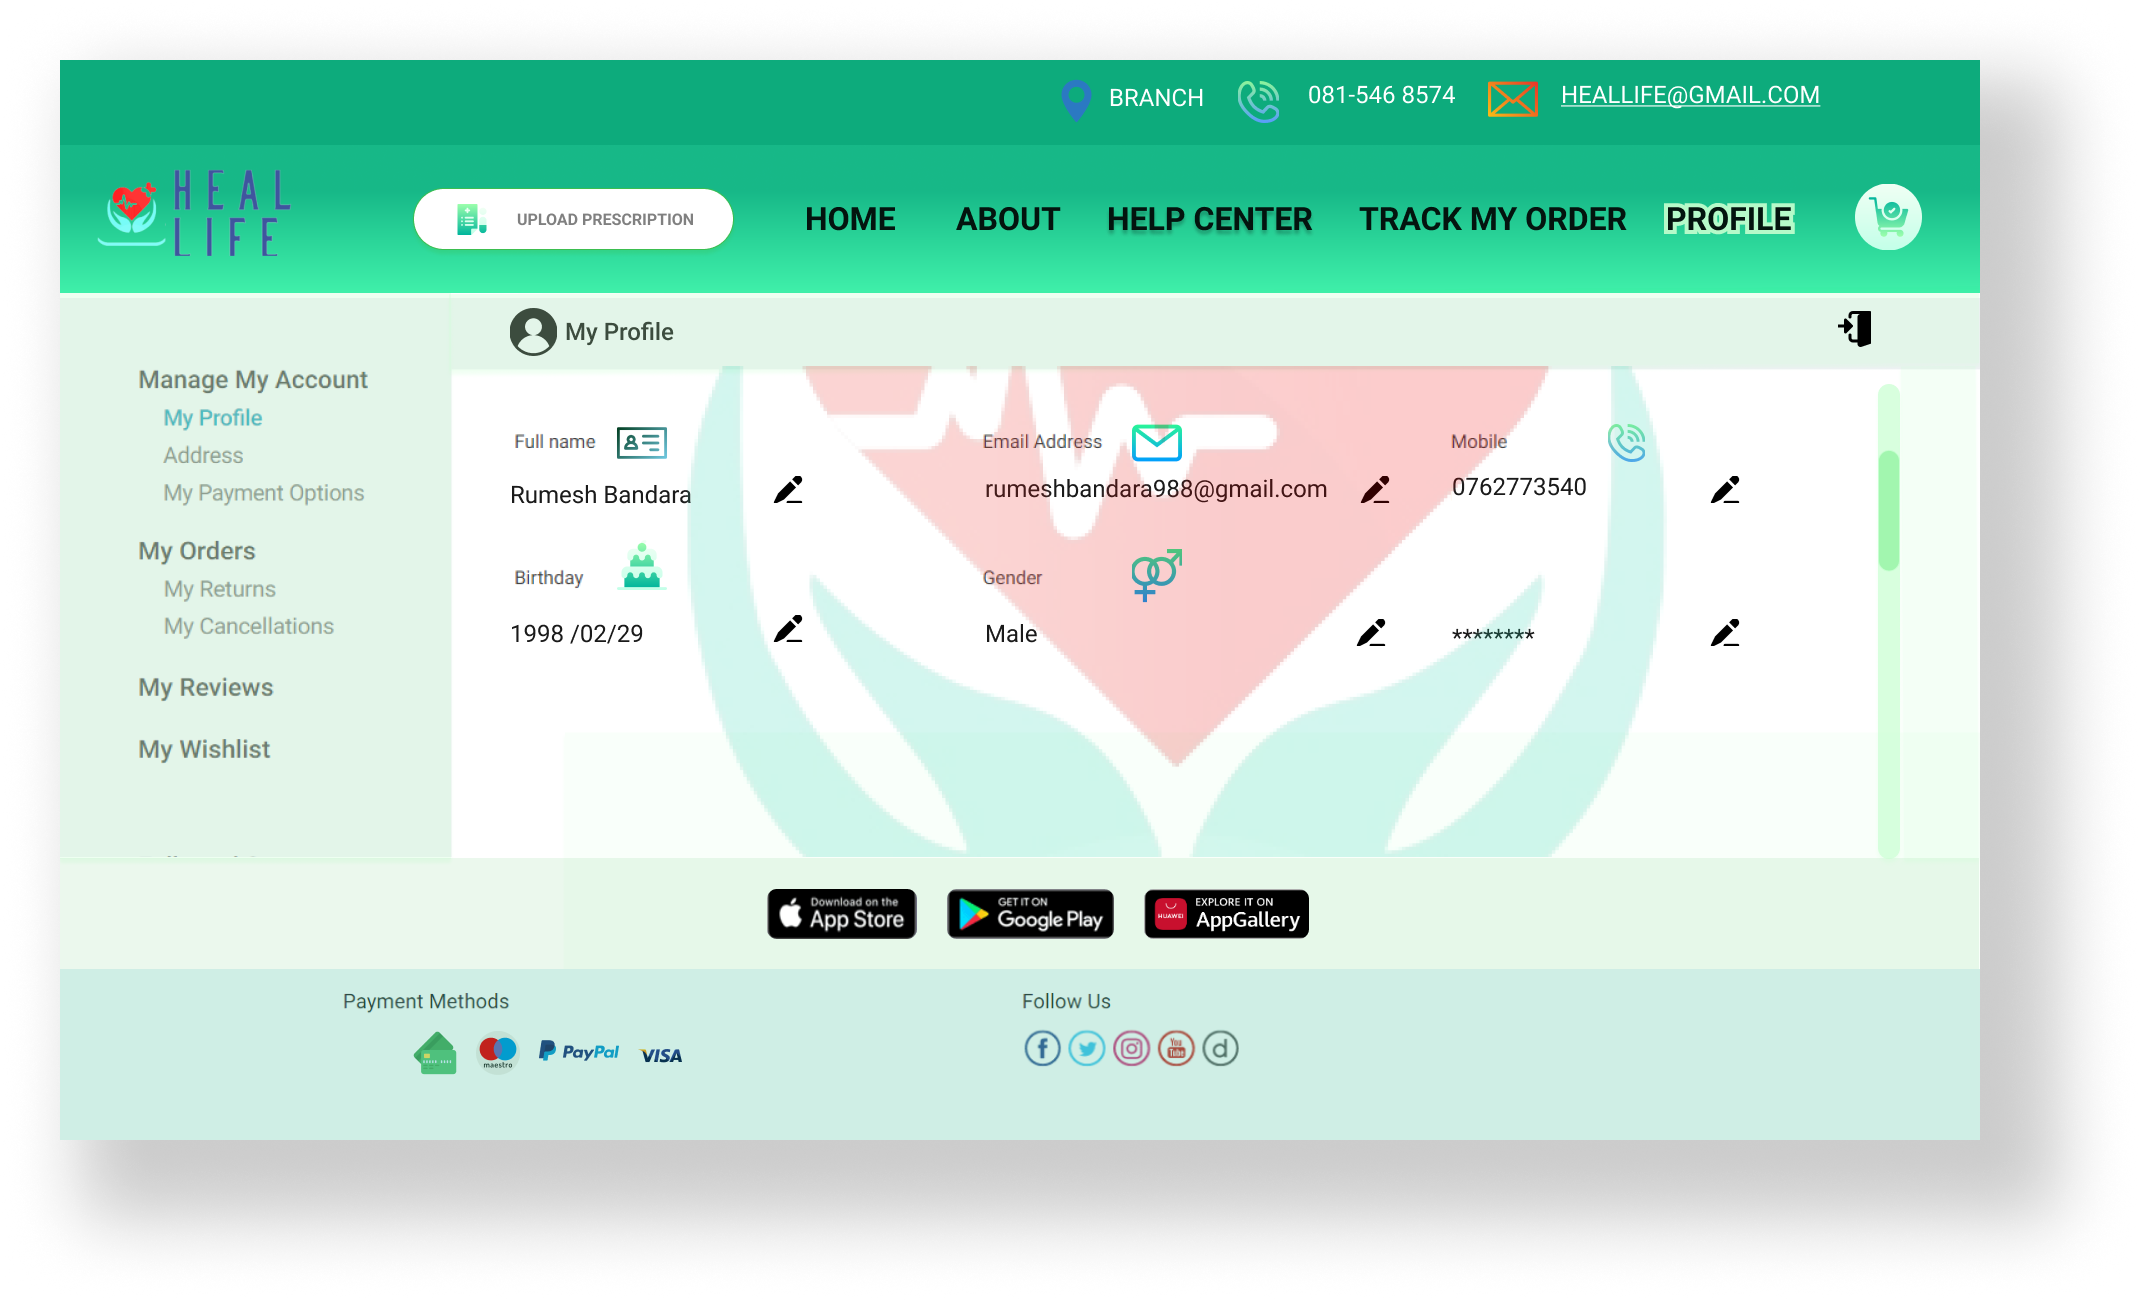 BRANCH
081-546 8574
HEALLIFE@GMAIL.COM
HEAL
LIFE
UPLOAD PRESCRIPTION
HOME
ABOUT
HELP CENTER
TRACK MY ORDER
PROFILE
My Profile
Manage My Account
My Profile
Address
My Payment Options
My Orders
My Returns
My Cancellations
My Reviews
My Wishlist
Full name
Rumesh Bandara
Email Address
rumeshbandara988@gmail.com
Mobile
0762773540
Birthday
1998 /02/29
Gender
Male
********
Download on the
App Store
GET IT ON
Google Play
HUAWEI
EXPLORE IT ON
AppGallery
Payment Methods
maestro
PayPal
VISA
Follow Us
You
Tube